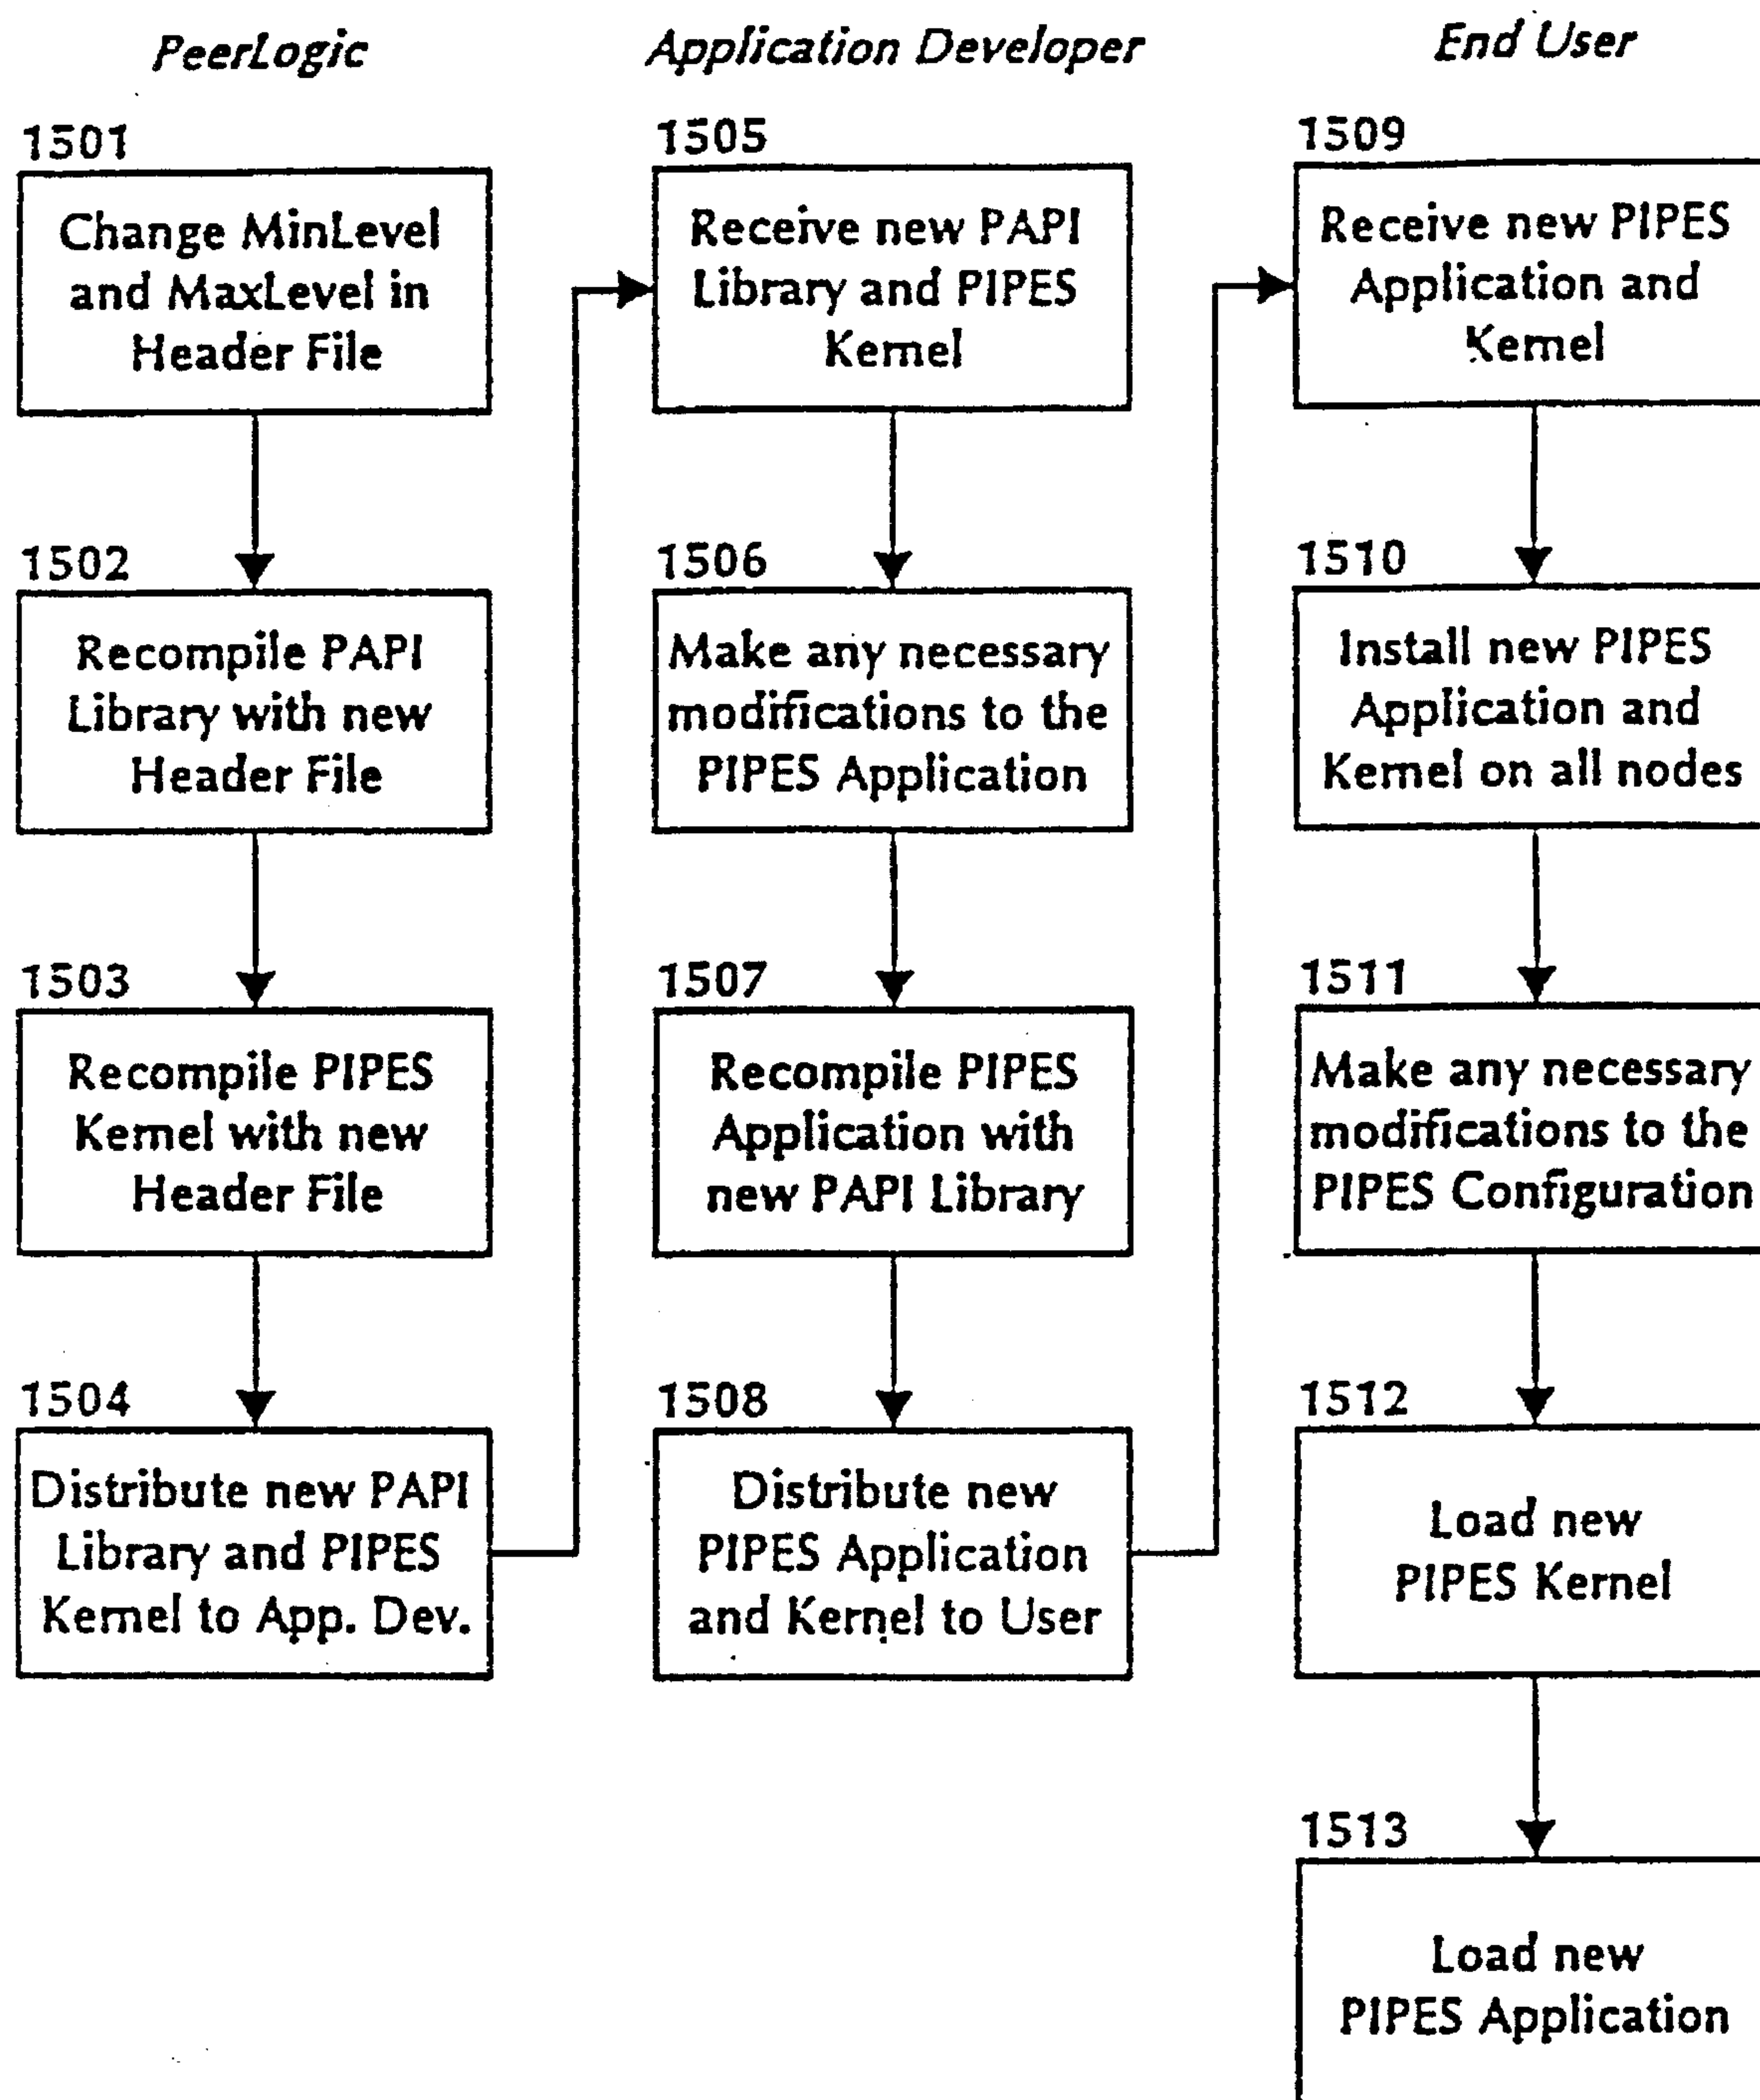 PeerLogic
1501
Change MinLevel
and MaxLevel in
Header File
1502
Recompile PAPI
Library with new
Header File
1503
Recompile PIPES
Kernel with new
Header File
1504
Distribute new PAPI
Library and PIPES
Kernel to App. Dev.
Application Developer
1505
Receive new PAPI
Library and PIPES
Kernel
1506
Make any necessary
modifications to the
PIPES Application
1507
Recompile PIPES
Application with
new PAPI Library
1508
Distribute new
PIPES Application
and Kernel to User
End User
1509
Receive new PIPES
Application and
Kernel
1510
Install new PIPES
Application and
Kernel on all nodes
1511
Make any necessary
modifications to the
PIPES Configuration
1512
Load new
PIPES Kernel
1513
Load new
PIPES Application